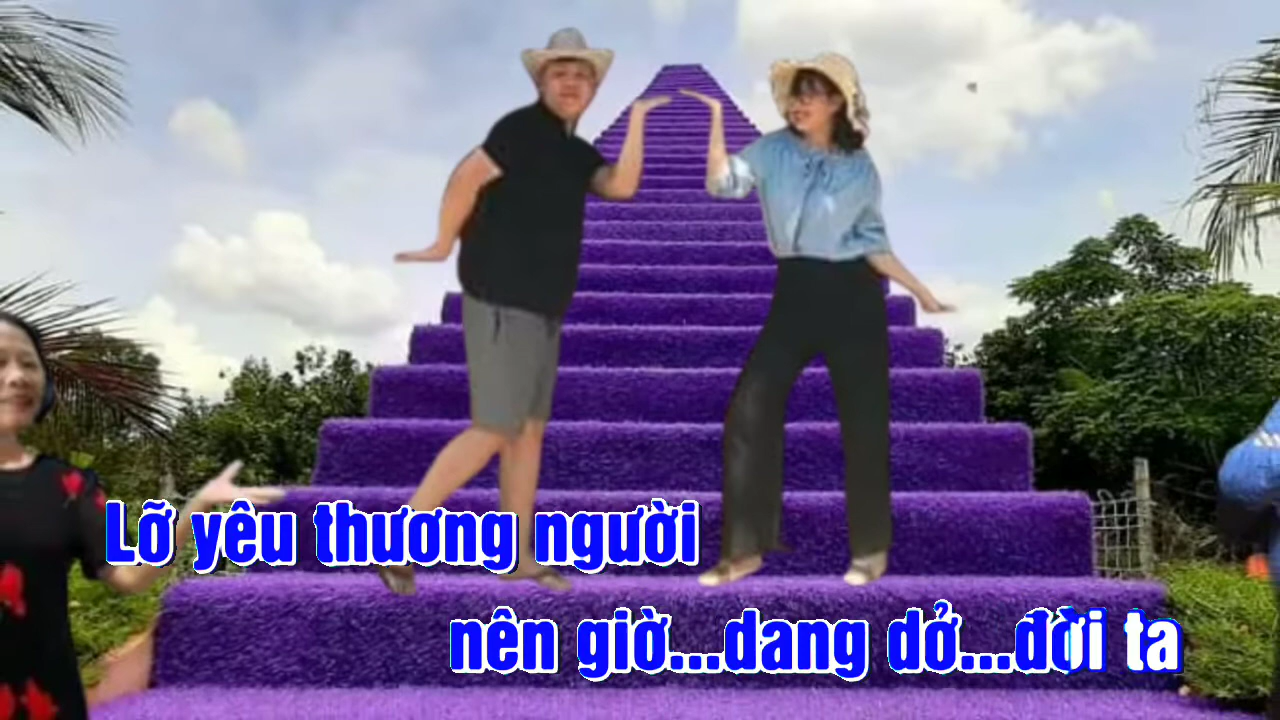 Lỡ yêu thương người
nên giờ...dang dở...đời ta